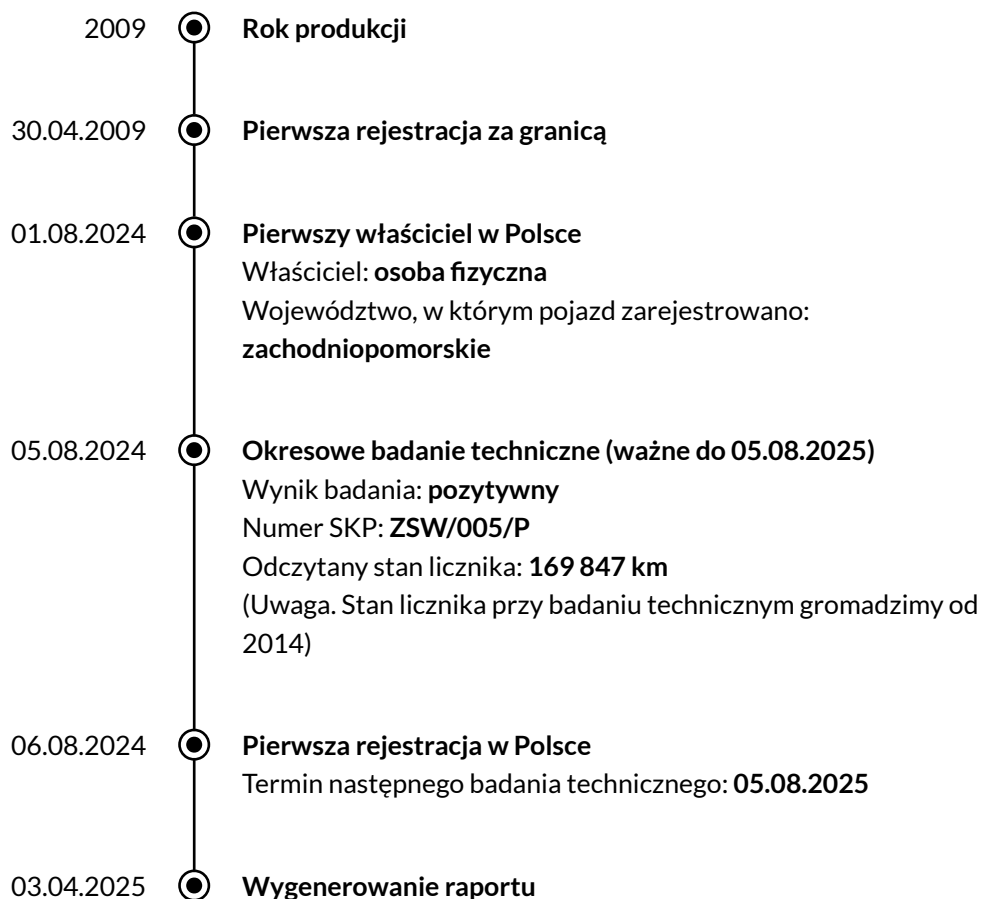 2009 Rok produkcji
30.04.2009 Pierwsza rejestracja za granicą
01.08.2024 Pierwszy właściciel w Polsce
Właściciel: osoba fizyczna
Województwo, w którym pojazd zarejestrowano:
zachodniopomorskie
05.08.2024 Okresowe badanie techniczne (ważne do 05.08.2025)
Wynik badania: pozytywny
Numer SKP: ZSW/005/P
Odczytany stan licznika: 169 847 km
(Uwaga. Stan licznika przy badaniu technicznym gromadzimy od
2014)
06.08.2024 Pierwsza rejestracja w Polsce
Termin następnego badania technicznego: 05.08.2025
03.04.2025 Wygenerowanie raportu